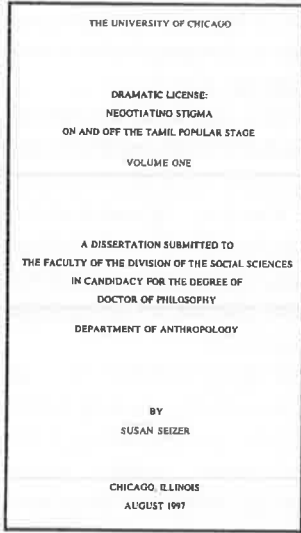 THE UNIVERSITY OF CHICAGO
DRAMATIC LICENSE:
NEGOTIATING STIGMA
ON AND OFF THE TAMIL POPULAR STAGE
VOLUME ONE
A DISSERTATION SUBMITTED TO
THE FACULTY OF THE DIVISION OF THE SOCIAL SCIENCES
IN CANDIDACY FOR THE DEGREE OF
DOCTOR OF PHILOSOPHY
DEPARTMENT OF ANTHROPOLOGY
BY
SUSAN SEIZER
CHICAGO, ILLINOIS
AUGUST 1997